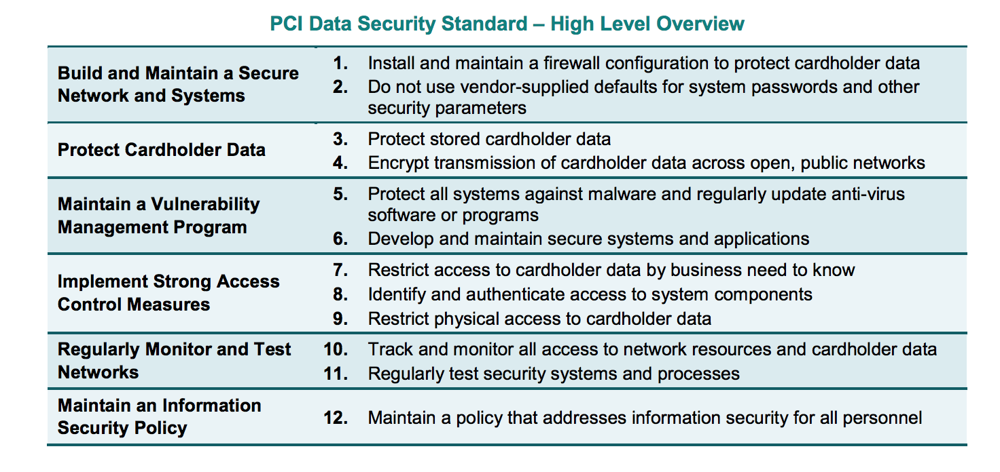 PCI Data Security Standard – High Level Overview
Build and Maintain a Secure
Network and Systems
1. Install and maintain a firewall configuration to protect cardholder data
2. Do not use vendor-supplied defaults for system passwords and other
security parameters
Protect Cardholder Data
3. Protect stored cardholder data
4. Encrypt transmission of cardholder data across open, public networks
Maintain a Vulnerability
Management Program
5. Protect all systems against malware and regularly update anti-virus
software or programs
6. Develop and maintain secure systems and applications
Implement Strong Access
Control Measures
7. Restrict access to cardholder data by business need to know
8. Identify and authenticate access to system components
9. Restrict physical access to cardholder data
Regularly Monitor and Test
Networks
10. Track and monitor all access to network resources and cardholder data
11. Regularly test security systems and processes
Maintain an Information
Security Policy
12. Maintain a policy that addresses information security for all personnel